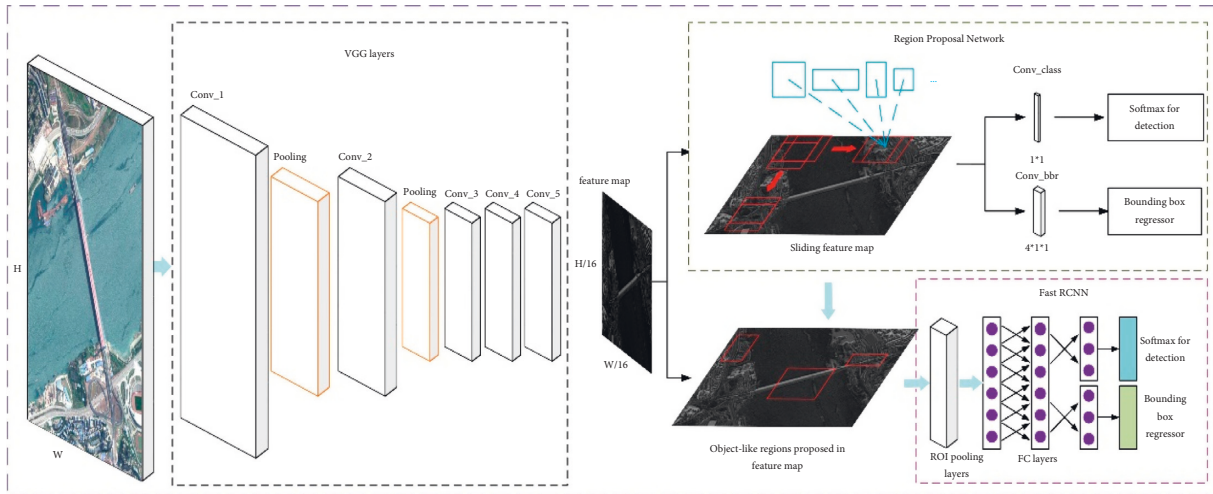 VGG layers
Conv_1
Pooling
Conv_2
Pooling
Conv_3
Conv_4
Conv_5
H
W
feature map
H/16
W/16
Region Proposal Network
...
Conv_class
1*1
Softmax for
detection
Conv_bbr
4*1*1
Bounding box
regressor
Sliding feature map
Object-like regions proposed in
feature map
Fast RCNN
ROI pooling
layers
FC layers
Softmax for
detection
Bounding
box
regressor